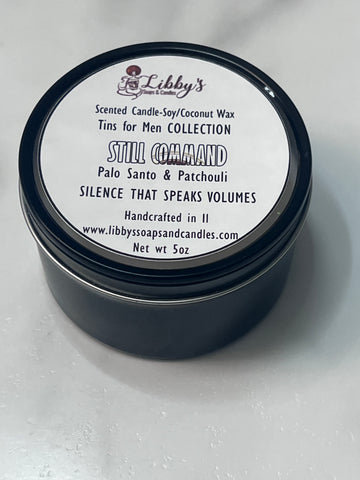 Libby's
Soaps & Candles
Scented Candle-Soy/Coconut Wax
Tins for Men COLLECTION
STILL COMMAND
Palo Santo & Patchouli
SILENCE THAT SPEAKS VOLUMES
Handcrafted in Il
www.libbyssoapsandcandles.com
Net wt 5oz